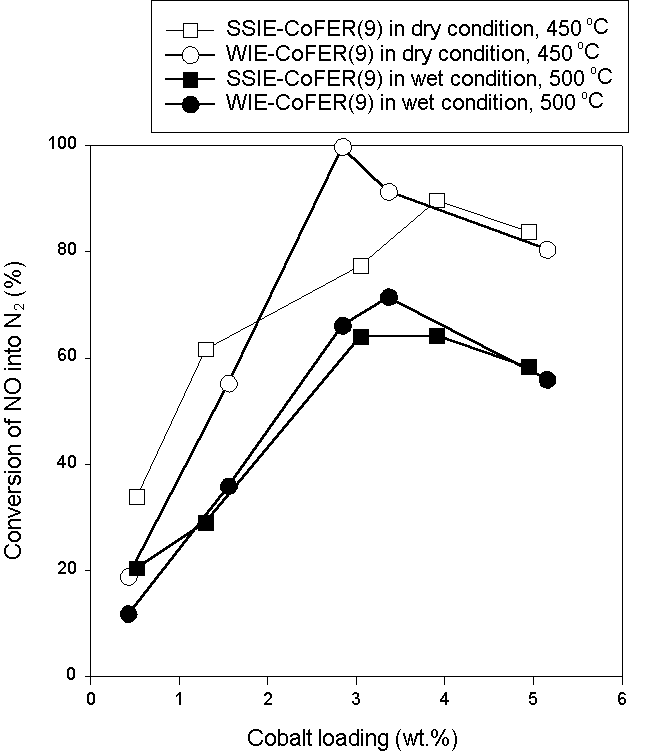 SSIE-CoFER(9) in dry condition, 450 °C
WIE-CoFER(9) in dry condition, 450 °C
SSIE-CoFER(9) in wet condition, 500 °C
WIE-CoFER(9) in wet condition, 500 °C
100
80
60
40
20
0
Conversion of NO into N₂ (%)
0 1 2 3 4 5 6
Cobalt loading (wt.%)